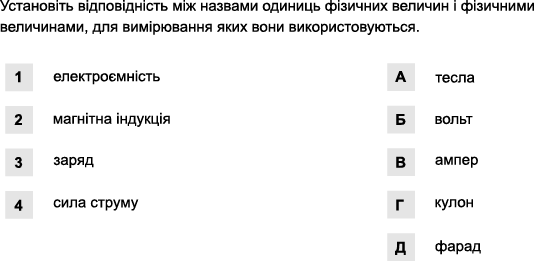 Установіть відповідність між назвами одиниць фізичних величин і фізичними
величинами, для вимірювання яких вони використовуються.
1 електроємність А тесла
2 магнітна індукція Б вольт
3 заряд В ампер
4 сила струму Г кулон
Д фарад